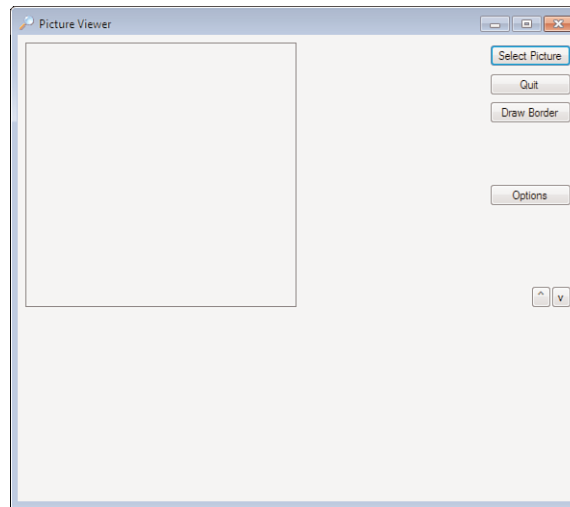 Picture Viewer
Select Picture
Quit
Draw Border
Options
^ v